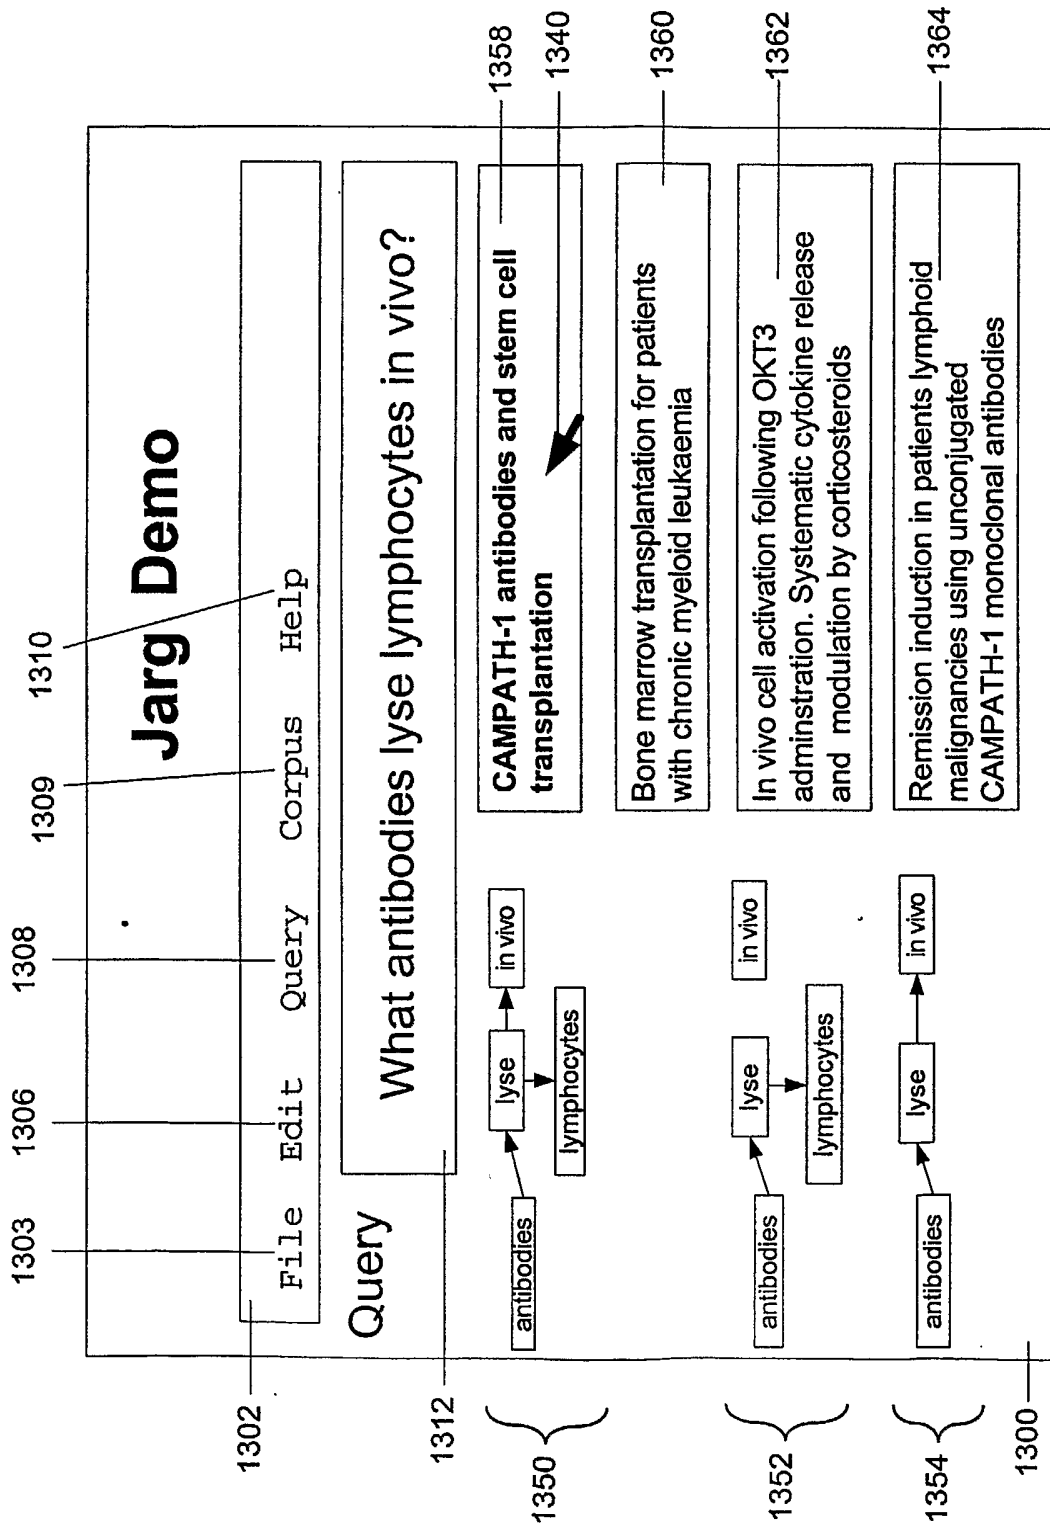 1303
1306
1308
1309
1310
Jarg Demo
1302
File Edit Query Corpus Help
Query
What antibodies lyse lymphocytes in vivo?
1312
1350
antibodies
lyse
in vivo
lymphocytes
CAMPATH-1 antibodies and stem cell
transplantation
1358
1340
Bone marrow transplantation for patients
with chronic myeloid leukaemia
1360
1352
antibodies
lyse
in vivo
lymphocytes
In vivo cell activation following OKT3
adminstration. Systematic cytokine release
and modulation by corticosteroids
1362
1354
antibodies
lyse
in vivo
Remission induction in patients lymphoid
malignancies using unconjugated
CAMPATH-1 monoclonal antibodies
1364
1300